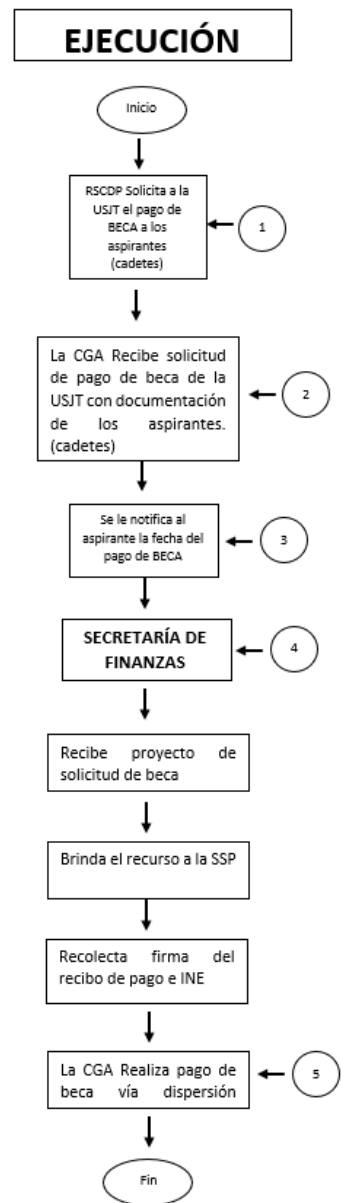 EJECUCIÓN
Inicio
RSCDP Solicita a la
USJT el pago de
BECA a los
aspirantes
(cadetes)
1
La CGA Recibe solicitud
de pago de beca de la
USJT con documentación
de los aspirantes.
(cadetes)
2
Se le notifica al
aspirante la fecha del
pago de BECA
3
SECRETARÍA DE
FINANZAS
4
Recibe proyecto de
solicitud de beca
Brinda el recurso a la SSP
Recolecta firma del
recibo de pago e INE
La CGA Realiza pago de
beca vía dispersión
5
Fin